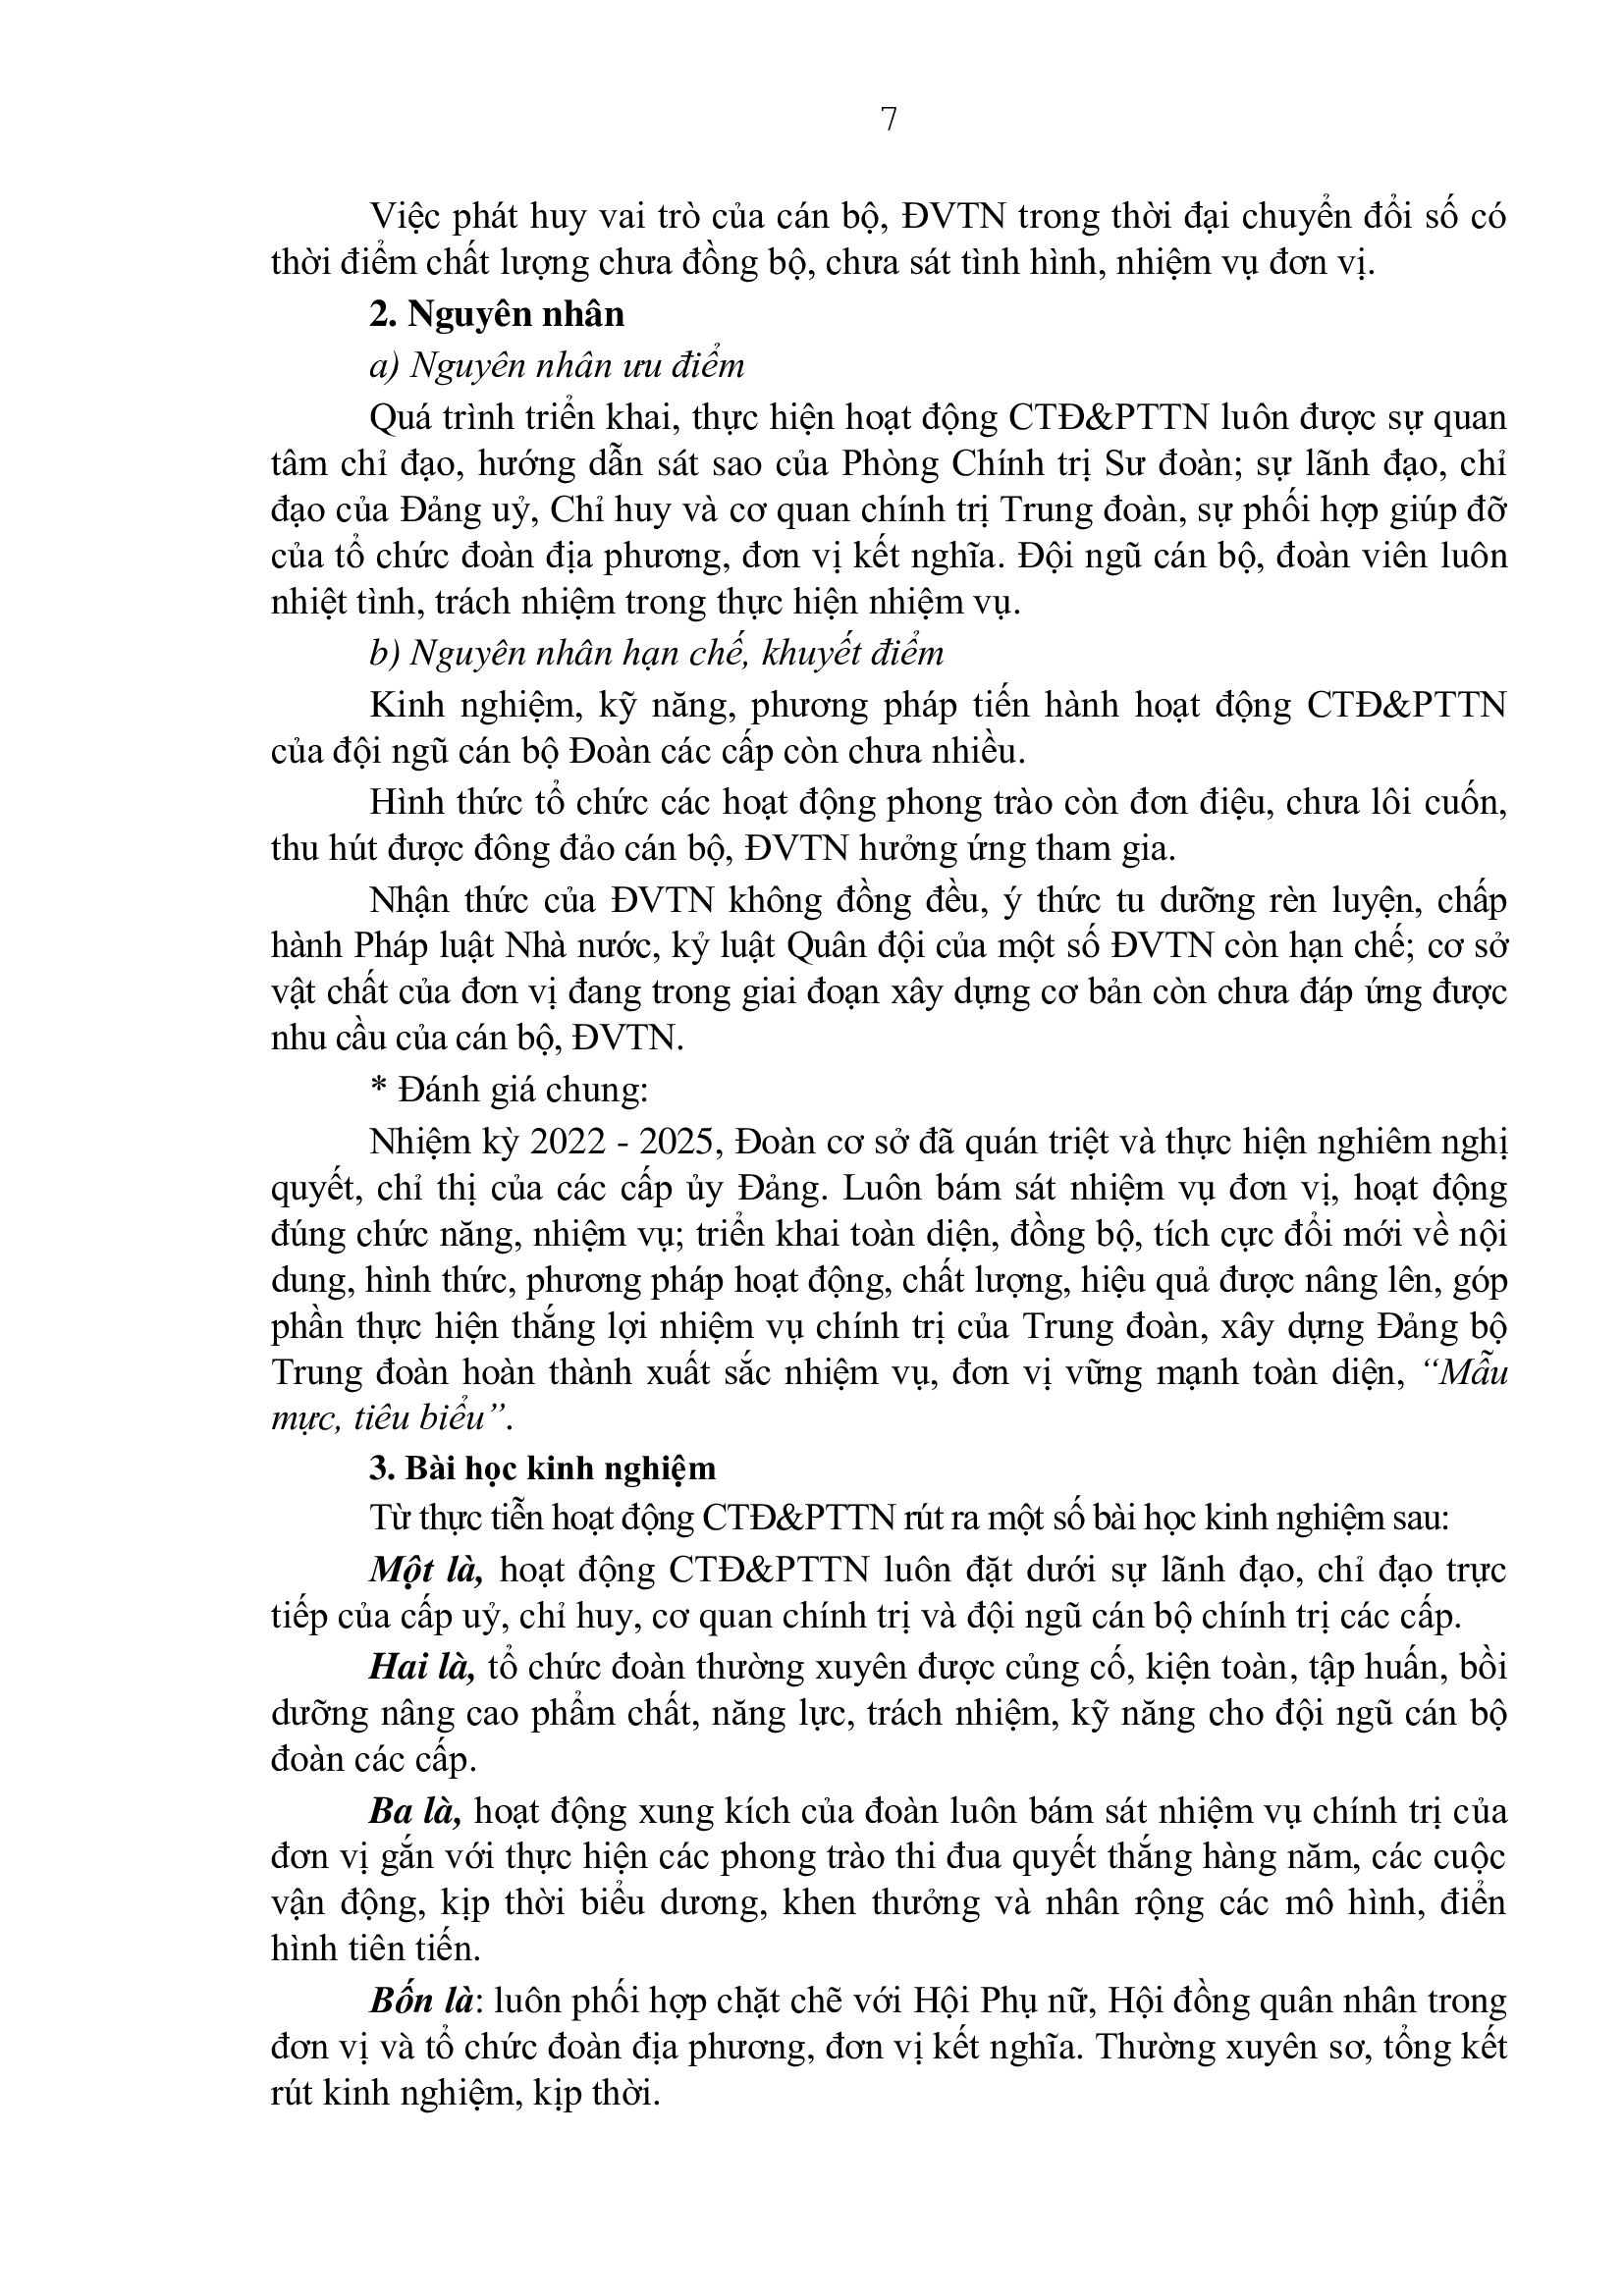 7
Việc phát huy vai trò của cán bộ, ĐVTN trong thời đại chuyển đổi số có
thời điểm chất lượng chưa đồng bộ, chưa sát tình hình, nhiệm vụ đơn vị.
2. Nguyên nhân
a) Nguyên nhân ưu điểm
Quá trình triển khai, thực hiện hoạt động CTĐ&PTTN luôn được sự quan
tâm chỉ đạo, hướng dẫn sát sao của Phòng Chính trị Sư đoàn; sự lãnh đạo, chỉ
đạo của Đảng uỷ, Chỉ huy và cơ quan chính trị Trung đoàn, sự phối hợp giúp đỡ
của tổ chức đoàn địa phương, đơn vị kết nghĩa. Đội ngũ cán bộ, đoàn viên luôn
nhiệt tình, trách nhiệm trong thực hiện nhiệm vụ.
b) Nguyên nhân hạn chế, khuyết điểm
Kinh nghiệm, kỹ năng, phương pháp tiến hành hoạt động CTĐ&PTTN
của đội ngũ cán bộ Đoàn các cấp còn chưa nhiều.
Hình thức tổ chức các hoạt động phong trào còn đơn điệu, chưa lôi cuốn,
thu hút được đông đảo cán bộ, ĐVTN hưởng ứng tham gia.
Nhận thức của ĐVTN không đồng đều, ý thức tu dưỡng rèn luyện, chấp
hành Pháp luật Nhà nước, kỷ luật Quân đội của một số ĐVTN còn hạn chế; cơ sở
vật chất của đơn vị đang trong giai đoạn xây dựng cơ bản còn chưa đáp ứng được
nhu cầu của cán bộ, ĐVTN.
* Đánh giá chung:
Nhiệm kỳ 2022 - 2025, Đoàn cơ sở đã quán triệt và thực hiện nghiêm nghị
quyết, chỉ thị của các cấp ủy Đảng. Luôn bám sát nhiệm vụ đơn vị, hoạt động
đúng chức năng, nhiệm vụ; triển khai toàn diện, đồng bộ, tích cực đổi mới về nội
dung, hình thức, phương pháp hoạt động, chất lượng, hiệu quả được nâng lên, góp
phần thực hiện thắng lợi nhiệm vụ chính trị của Trung đoàn, xây dựng Đảng bộ
Trung đoàn hoàn thành xuất sắc nhiệm vụ, đơn vị vững mạnh toàn diện, “Mẫu
mực, tiêu biểu”.
3. Bài học kinh nghiệm
Từ thực tiễn hoạt động CTĐ&PTTN rút ra một số bài học kinh nghiệm sau:
Một là, hoạt động CTĐ&PTTN luôn đặt dưới sự lãnh đạo, chỉ đạo trực
tiếp của cấp uỷ, chỉ huy, cơ quan chính trị và đội ngũ cán bộ chính trị các cấp.
Hai là, tổ chức đoàn thường xuyên được củng cố, kiện toàn, tập huấn, bồi
dưỡng nâng cao phẩm chất, năng lực, trách nhiệm, kỹ năng cho đội ngũ cán bộ
đoàn các cấp.
Ba là, hoạt động xung kích của đoàn luôn bám sát nhiệm vụ chính trị của
đơn vị gắn với thực hiện các phong trào thi đua quyết thắng hàng năm, các cuộc
vận động, kịp thời biểu dương, khen thưởng và nhân rộng các mô hình, điển
hình tiên tiến.
Bốn là: luôn phối hợp chặt chẽ với Hội Phụ nữ, Hội đồng quân nhân trong
đơn vị và tổ chức đoàn địa phương, đơn vị kết nghĩa. Thường xuyên sơ, tổng kết
rút kinh nghiệm, kịp thời.